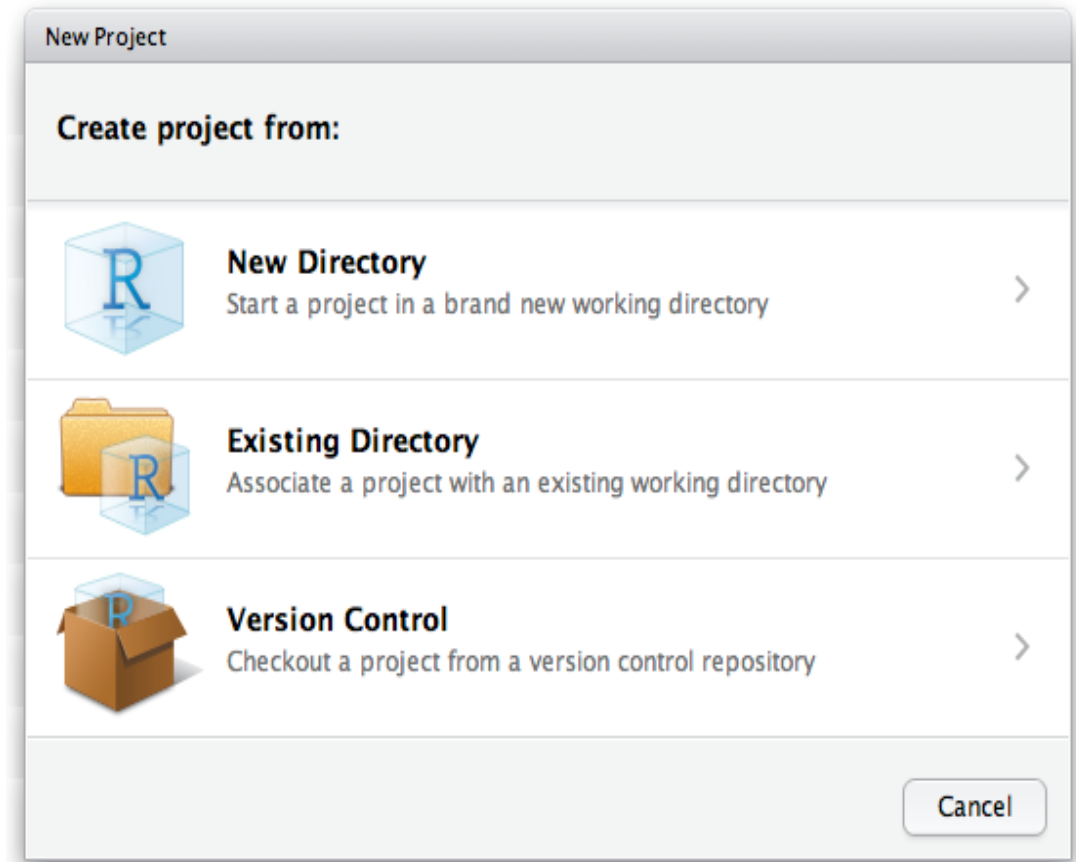 New Project
Create project from:
R
New Directory
Start a project in a brand new working directory
R
Existing Directory
Associate a project with an existing working directory
R
Version Control
Checkout a project from a version control repository
Cancel